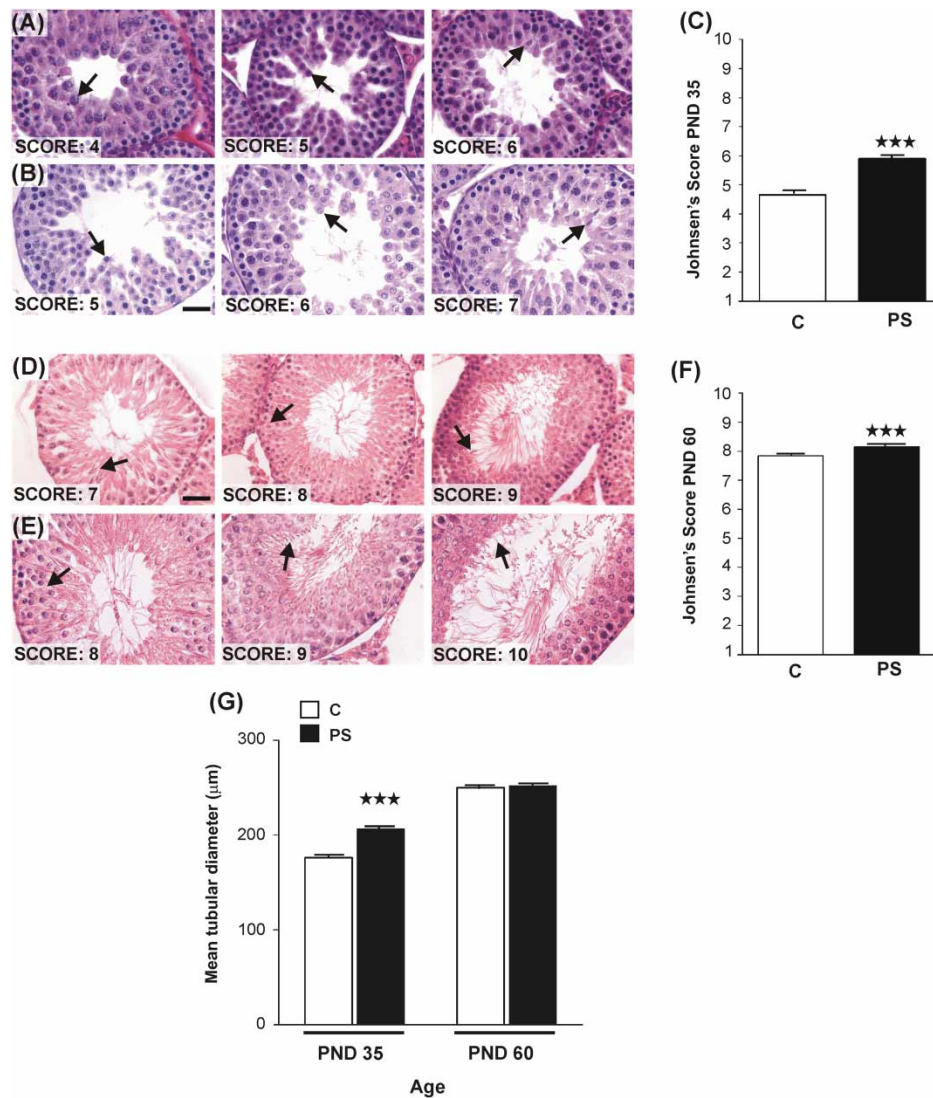 (A)
SCORE: 4
SCORE: 5
SCORE: 6
(B)
SCORE: 5
SCORE: 6
SCORE: 7
(C)
Johnsen's Score PND 35
10
9
8
7
6
5
4
3
2
1
★★★
C
PS
(D)
SCORE: 7
SCORE: 8
SCORE: 9
(E)
SCORE: 8
SCORE: 9
SCORE: 10
(F)
Johnsen's Score PND 60
10
9
8
7
6
5
4
3
2
1
★★★
C
PS
(G)
C
PS
Mean tubular diameter (μm)
300
200
100
0
★★★
PND 35
PND 60
Age